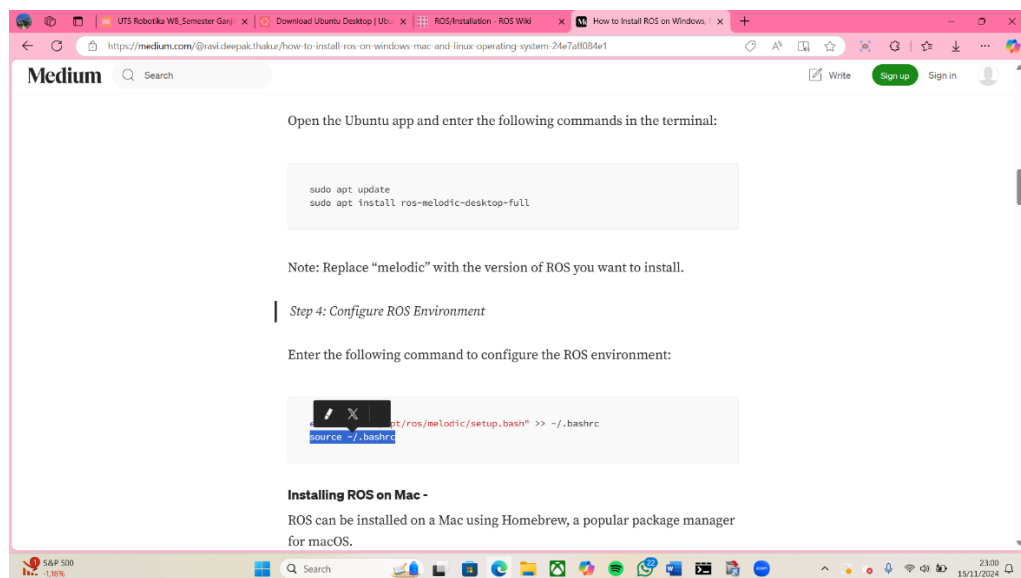 UTS Robotika W8_Semester Ganji
Download Ubuntu Desktop | Ubu
ROS/Installation - ROS Wiki
How to Install ROS on Windows,
https://medium.com/@ravi.deepak.thakur/how-to-install-ros-on-windows-mac-and-linux-operating-system-24e7aff084e1
Medium
Search
Write
Sign up
Sign in
Open the Ubuntu app and enter the following commands in the terminal:
sudo apt update
sudo apt install ros-melodic-desktop-full
Note: Replace “melodic” with the version of ROS you want to install.
Step 4: Configure ROS Environment
Enter the following command to configure the ROS environment:
pt/ros/melodic/setup.bash" >> ~/.bashrc
source ~/.bashrc
Installing ROS on Mac -
ROS can be installed on a Mac using Homebrew, a popular package manager
for macOS.
S&P 500
-1,16%
Search
22
23:00
15/11/2024